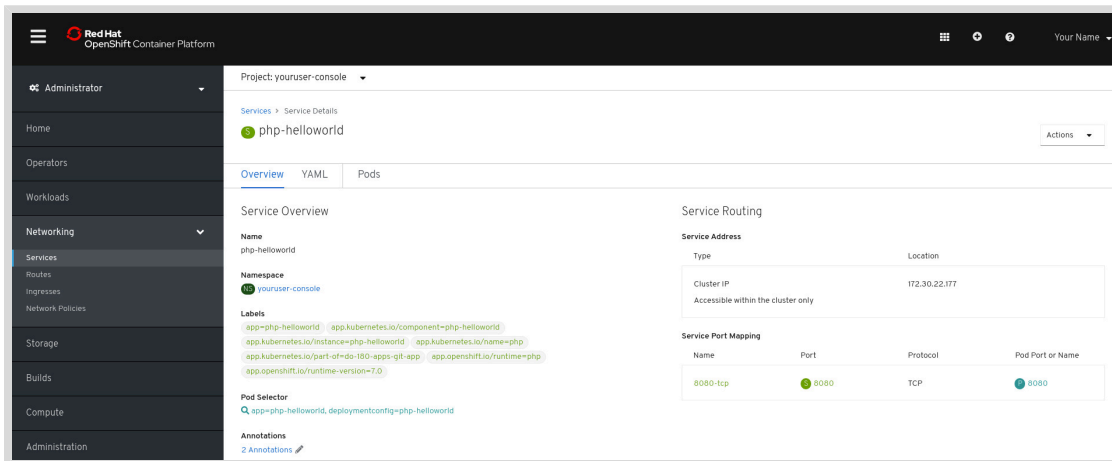 Red Hat
OpenShift Container Platform
Your Name
Administrator
Home
Operators
Workloads
Networking
Services
Routes
Ingresses
Network Policies
Storage
Builds
Compute
Administration
Project: youruser-console
Services > Service Details
S php-helloworld
Actions
Overview YAML Pods
Service Overview
Name
php-helloworld
Namespace
NS youruser-console
Labels
app=php-helloworld app.kubernetes.io/component=php-helloworld
app.kubernetes.io/instance=php-helloworld app.kubernetes.io/name=php
app.kubernetes.io/part-of=do-180-apps-git-app app.openshift.io/runtime=php
app.openshift.io/runtime-version=7.0
Pod Selector
app=php-helloworld, deploymentconfig=php-helloworld
Annotations
2 Annotations
Service Routing
Service Address
Type Location
Cluster IP 172.30.22.177
Accessible within the cluster only
Service Port Mapping
Name Port Protocol Pod Port or Name
8080-tcp S 8080 TCP P 8080